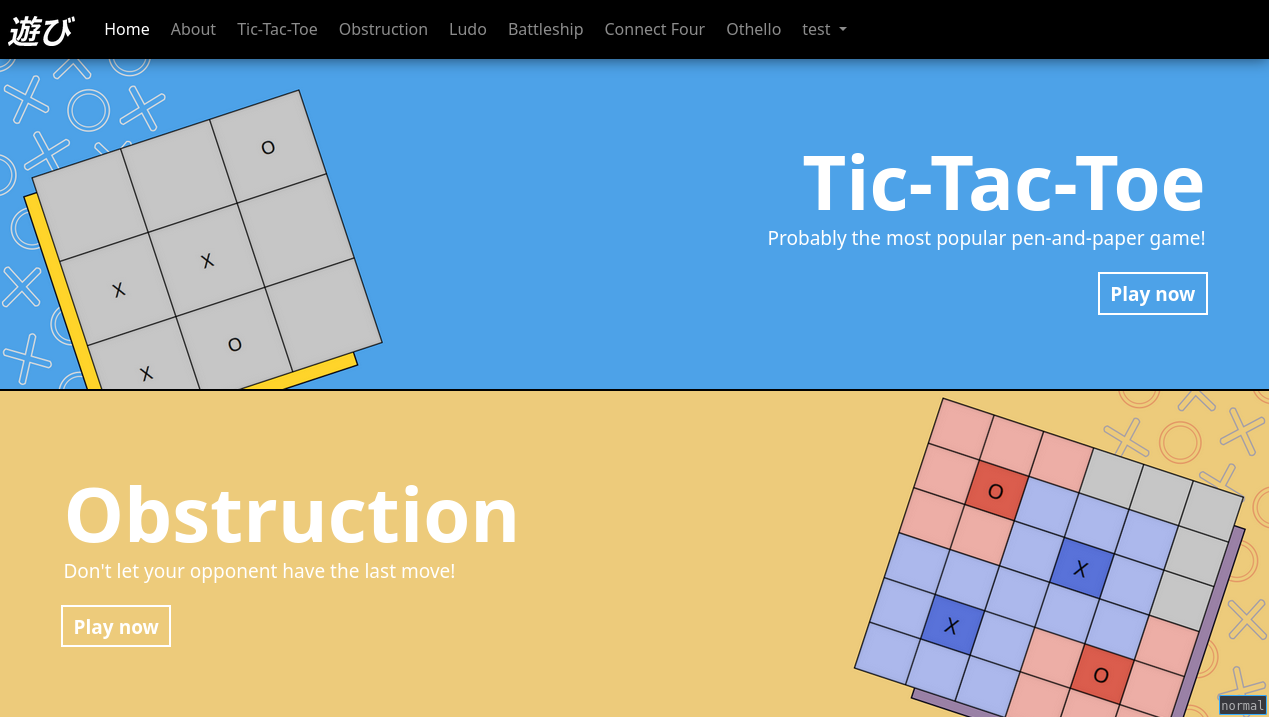 遊び Home About Tic-Tac-Toe Obstruction Ludo Battleship Connect Four Othello test
O
X X
X O
Tic-Tac-Toe
Probably the most popular pen-and-paper game!
Play now
Obstruction
Don't let your opponent have the last move!
Play now
O
X
X
O
normal